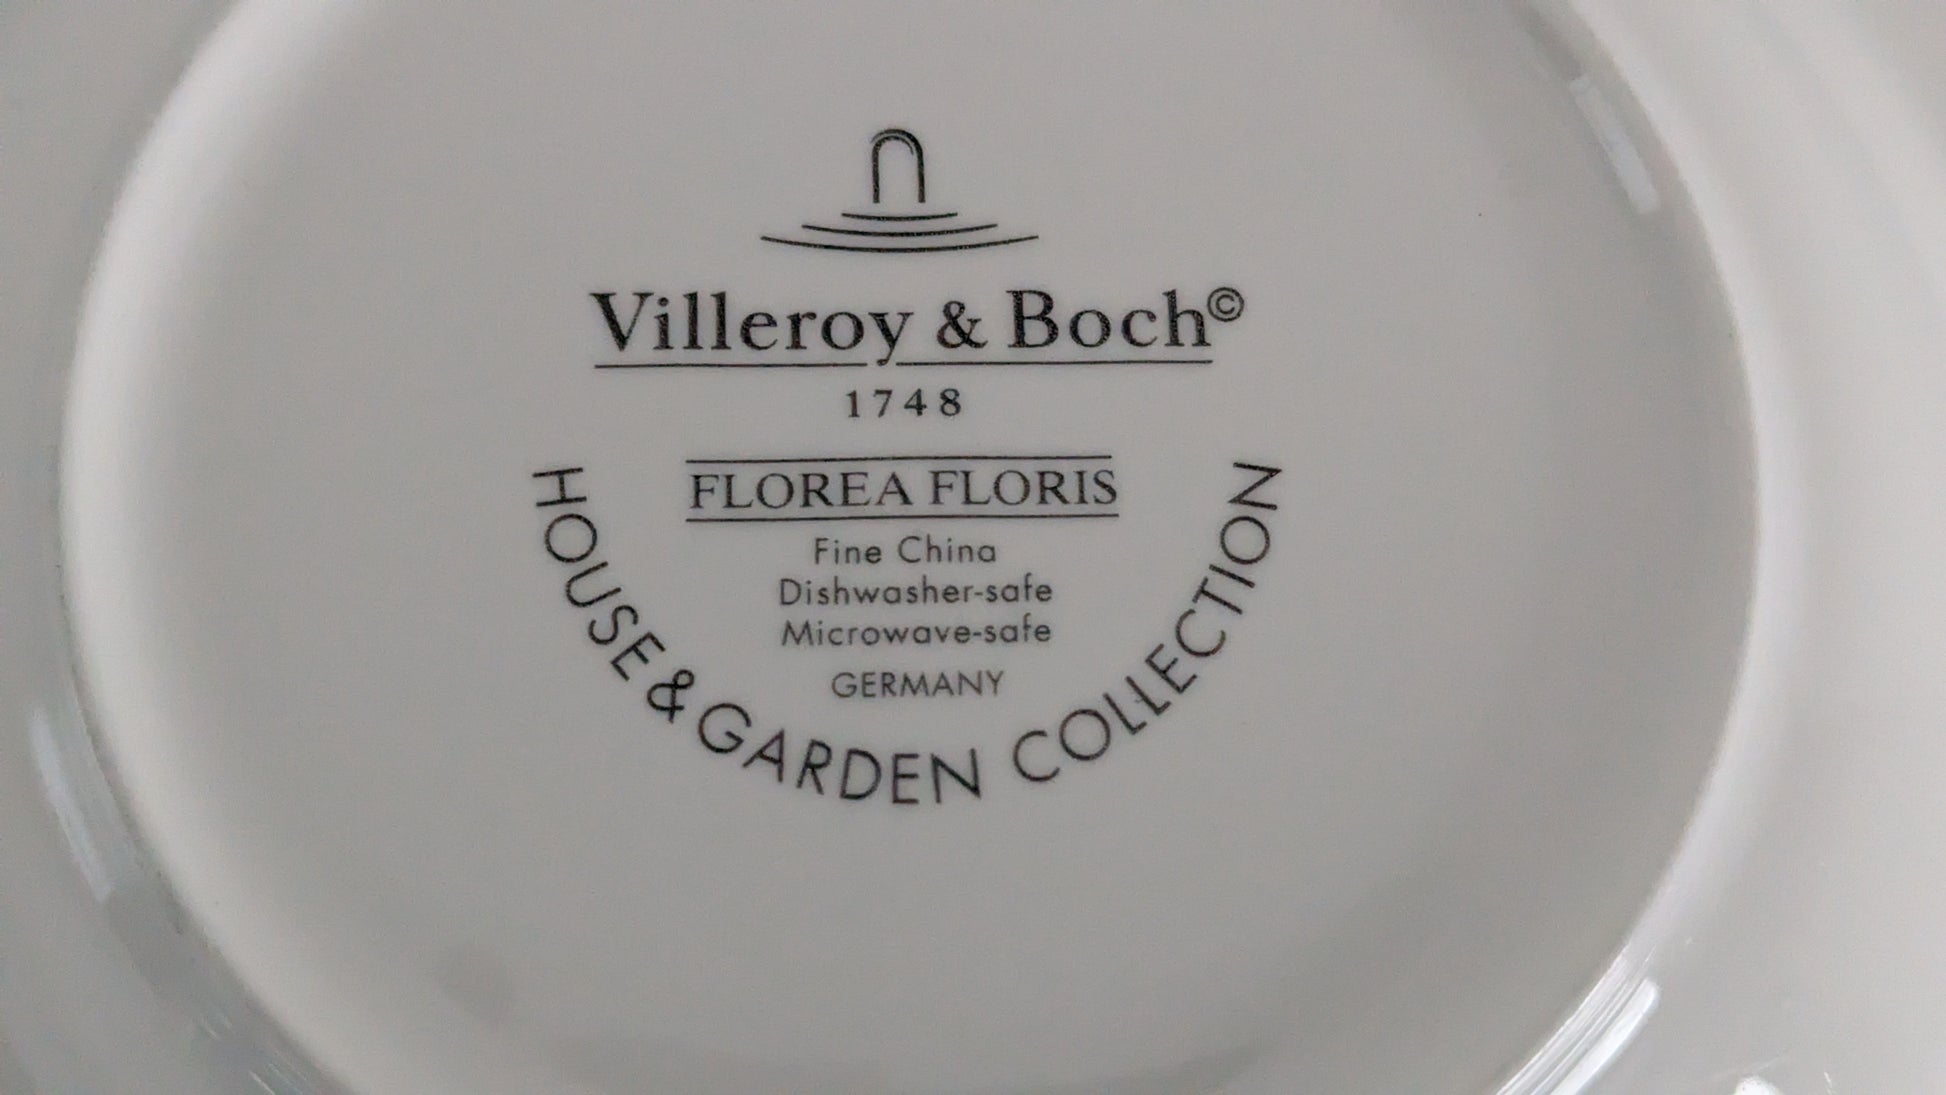 Villeroy & Boch©
1748
FLOREA FLORIS
Fine China
Dishwasher-safe
Microwave-safe
GERMANY
HOUSE & GARDEN COLLECTION